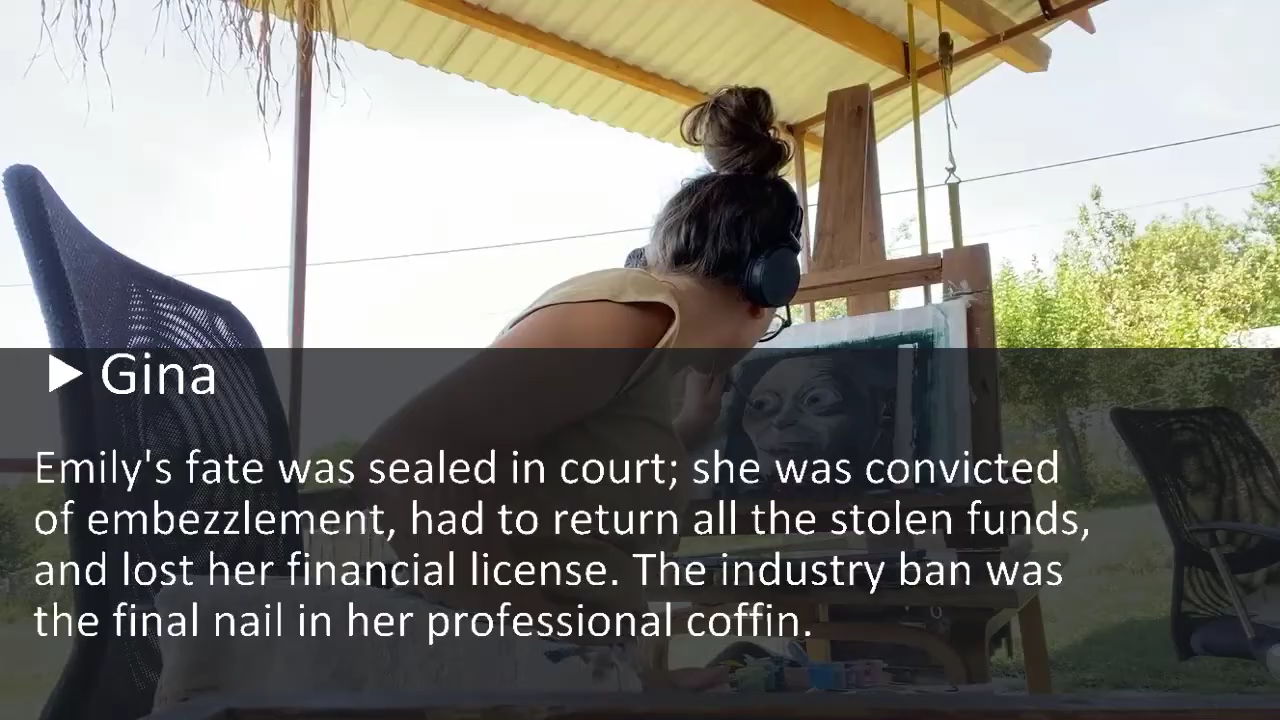 ▶ Gina
Emily's fate was sealed in court; she was convicted
of embezzlement, had to return all the stolen funds,
and lost her financial license. The industry ban was
the final nail in her professional coffin.